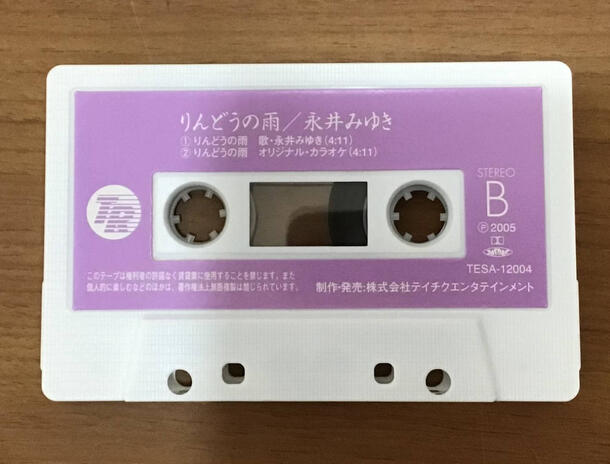 りんどうの雨／永井みゆき
① りんどうの雨 歌・永井みゆき(4:11)
② りんどうの雨 オリジナル・カラオケ(4:11)
STEREO
B
Ⓟ2005
TESA-12004
このテープは権利者の許諾なく賃貸業に使用することを禁じます。また
個人的に楽しむなどのほかは、著作権法上無断複製は禁じられています。
制作・発売:株式会社テイチクエンタテインメント